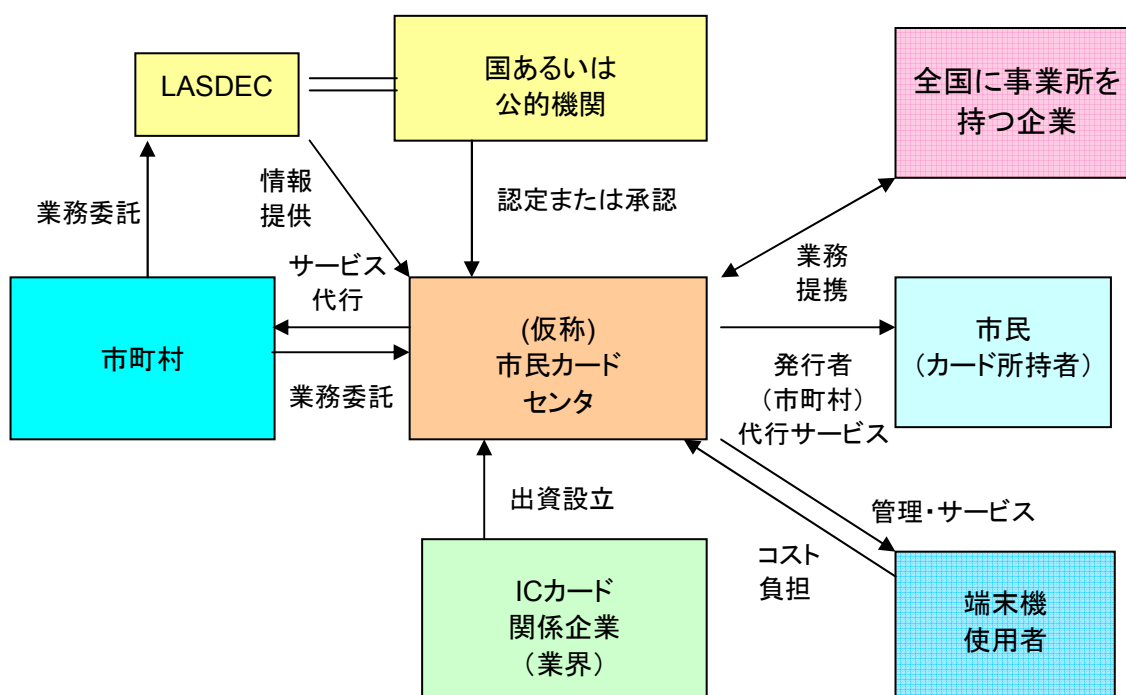 LASDEC
国あるいは
公的機関
全国に事業所を
持つ企業
業務委託
情報
提供
認定または承認
業務
提携
サービス
代行
市町村
業務委託
(仮称)
市民カード
センタ
市民
（カード所持者）
発行者
（市町村）
代行サービス
出資設立
管理・サービス
コスト
負担
ICカード
関係企業
（業界）
端末機
使用者